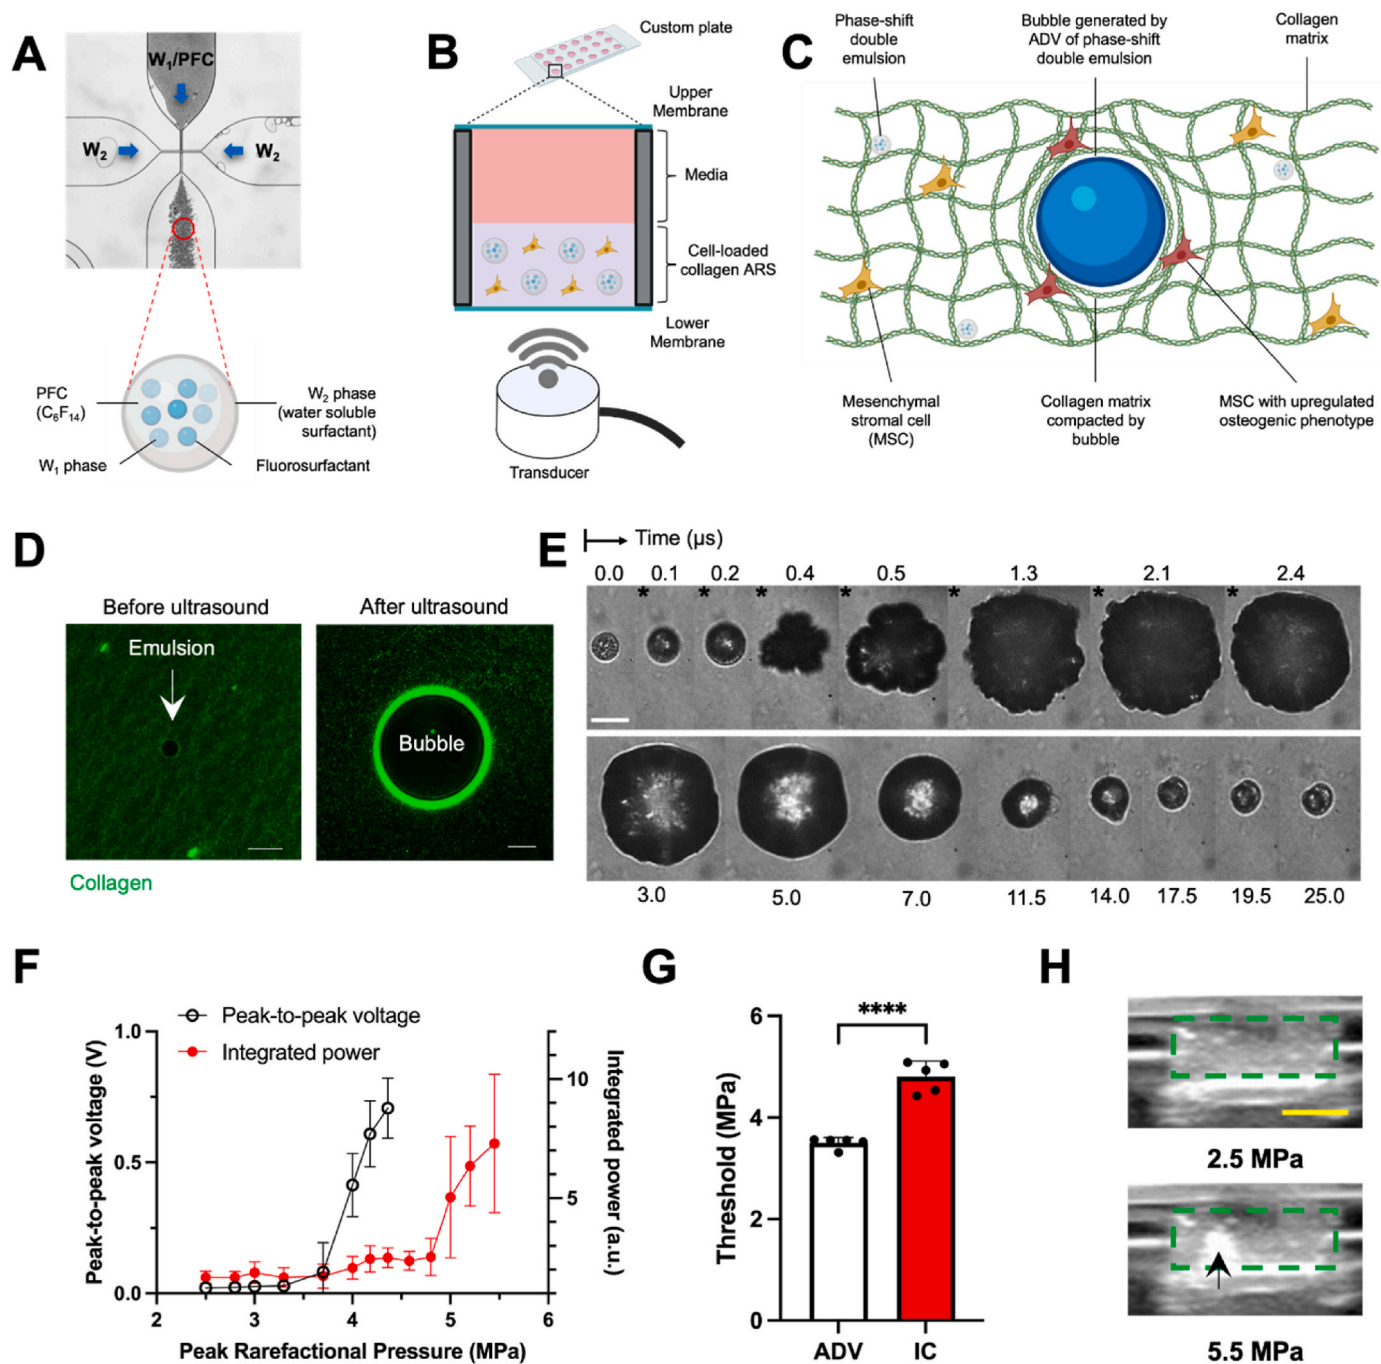 A
W₁/PFC
W₂
W₂
PFC
(C₆F₁₄)
W₁ phase
W₂ phase
(water soluble
surfactant)
Fluorosurfactant
B
Custom plate
Upper
Membrane
Media
Cell-loaded
collagen ARS
Lower
Membrane
Transducer
C
Phase-shift
double
emulsion
Bubble generated by
ADV of phase-shift
double emulsion
Collagen
matrix
Mesenchymal
stromal cell
(MSC)
Collagen matrix
compacted by
bubble
MSC with upregulated
osteogenic phenotype
D
Before ultrasound
After ultrasound
Emulsion
Bubble
Collagen
E
Time (µs)
0.0 0.1 0.2 0.4 0.5 1.3 2.1 2.4
* * * * * * *
3.0 5.0 7.0 11.5 14.0 17.5 19.5 25.0
F
Peak-to-peak voltage
Integrated power
Peak-to-peak voltage (V)
1.0
0.5
0.0
10
5
Integrated power (a.u.)
2 3 4 5 6
Peak Rarefactional Pressure (MPa)
G
****
Threshold (MPa)
6
4
2
0
ADV IC
H
2.5 MPa
5.5 MPa